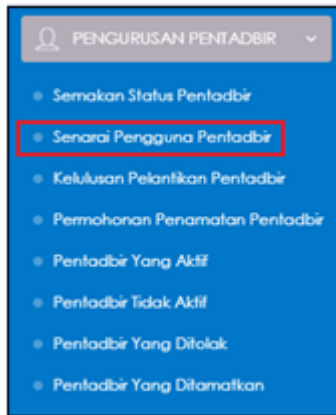 PENGURUSAN PENTADBIR
Semakan Status Pentadbir
Senarai Pengguna Pentadbir
Kelulusan Pelantikan Pentadbir
Permohonan Penamatan Pentadbir
Pentadbir Yang Aktif
Pentadbir Tidak Aktif
Pentadbir Yang Ditolak
Pentadbir Yang Ditamatkan